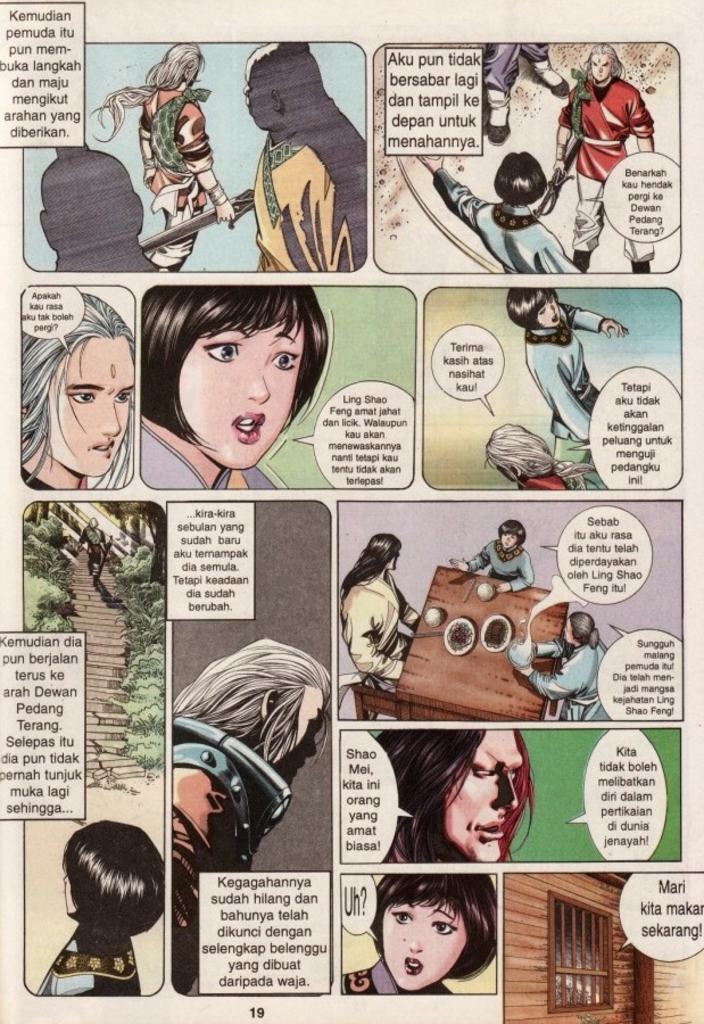 Kemudian
pemuda itu
pun mem-
buka langkah
dan maju
mengikut
arahan yang
diberikan.
Aku pun tidak
bersabar lagi
dan tampil ke
depan untuk
menahannya.
Benarkah
kau hendak
pergi ke
Dewan
Pedang
Terang?
Apakah
kau rasa
aku tak boleh
pergi?
Ling Shao
Feng amat jahat
dan licik. Walaupun
kau akan
menewaskannya
nanti tetapi kau
tentu tidak akan
terlepas!
Terima
kasih atas
nasihat
kau!
Tetapi
aku tidak
akan
ketinggalan
peluang untuk
menguji
pedangku
ini!
Kemudian dia
pun berjalan
terus ke
arah Dewan
Pedang
Terang.
Selepas itu
dia pun tidak
pernah tunjuk
muka lagi
sehingga...
...kira-kira
sebulan yang
sudah baru
aku ternampak
dia semula.
Tetapi keadaan
dia sudah
berubah.
Kegagahannya
sudah hilang dan
bahunya telah
dikunci dengan
selengkap belenggu
yang dibuat
daripada waja.
Sebab
itu aku rasa
dia tentu telah
diperdayakan
oleh Ling Shao
Feng itu!
Sungguh
malang
pemuda itu!
Dia telah men-
jadi mangsa
kejahatan Ling
Shao Feng!
Shao
Mei,
kita ini
orang
yang
amat
biasa!
Kita
tidak boleh
melibatkan
diri dalam
pertikaian
di dunia
jenayah!
Uh?
Mari
kita makan
sekarang!
19